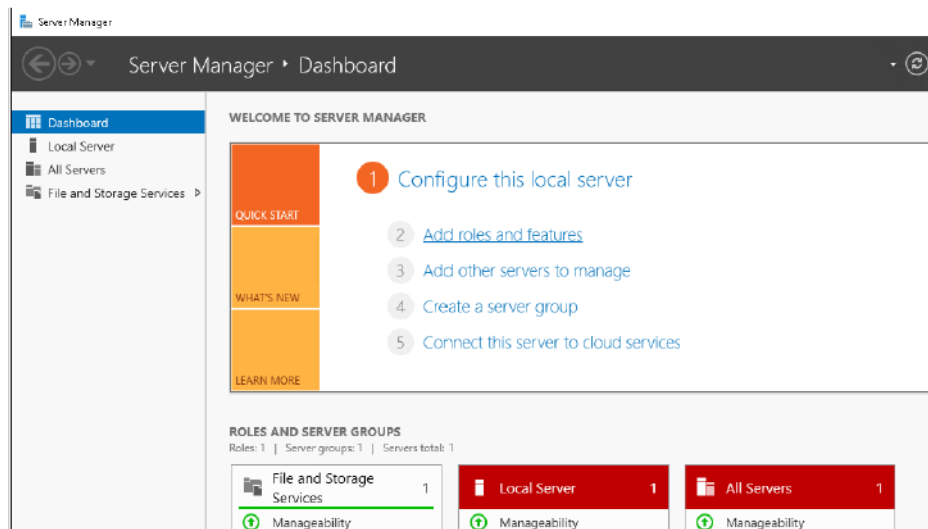 Server Manager
Server Manager • Dashboard
Dashboard
Local Server
All Servers
File and Storage Services
WELCOME TO SERVER MANAGER
QUICK START
WHAT'S NEW
LEARN MORE
1 Configure this local server
2 Add roles and features
3 Add other servers to manage
4 Create a server group
5 Connect this server to cloud services
ROLES AND SERVER GROUPS
Roles: 1 | Server groups: 1 | Servers total: 1
File and Storage
Services 1
Manageability
Local Server 1
Manageability
All Servers 1
Manageability